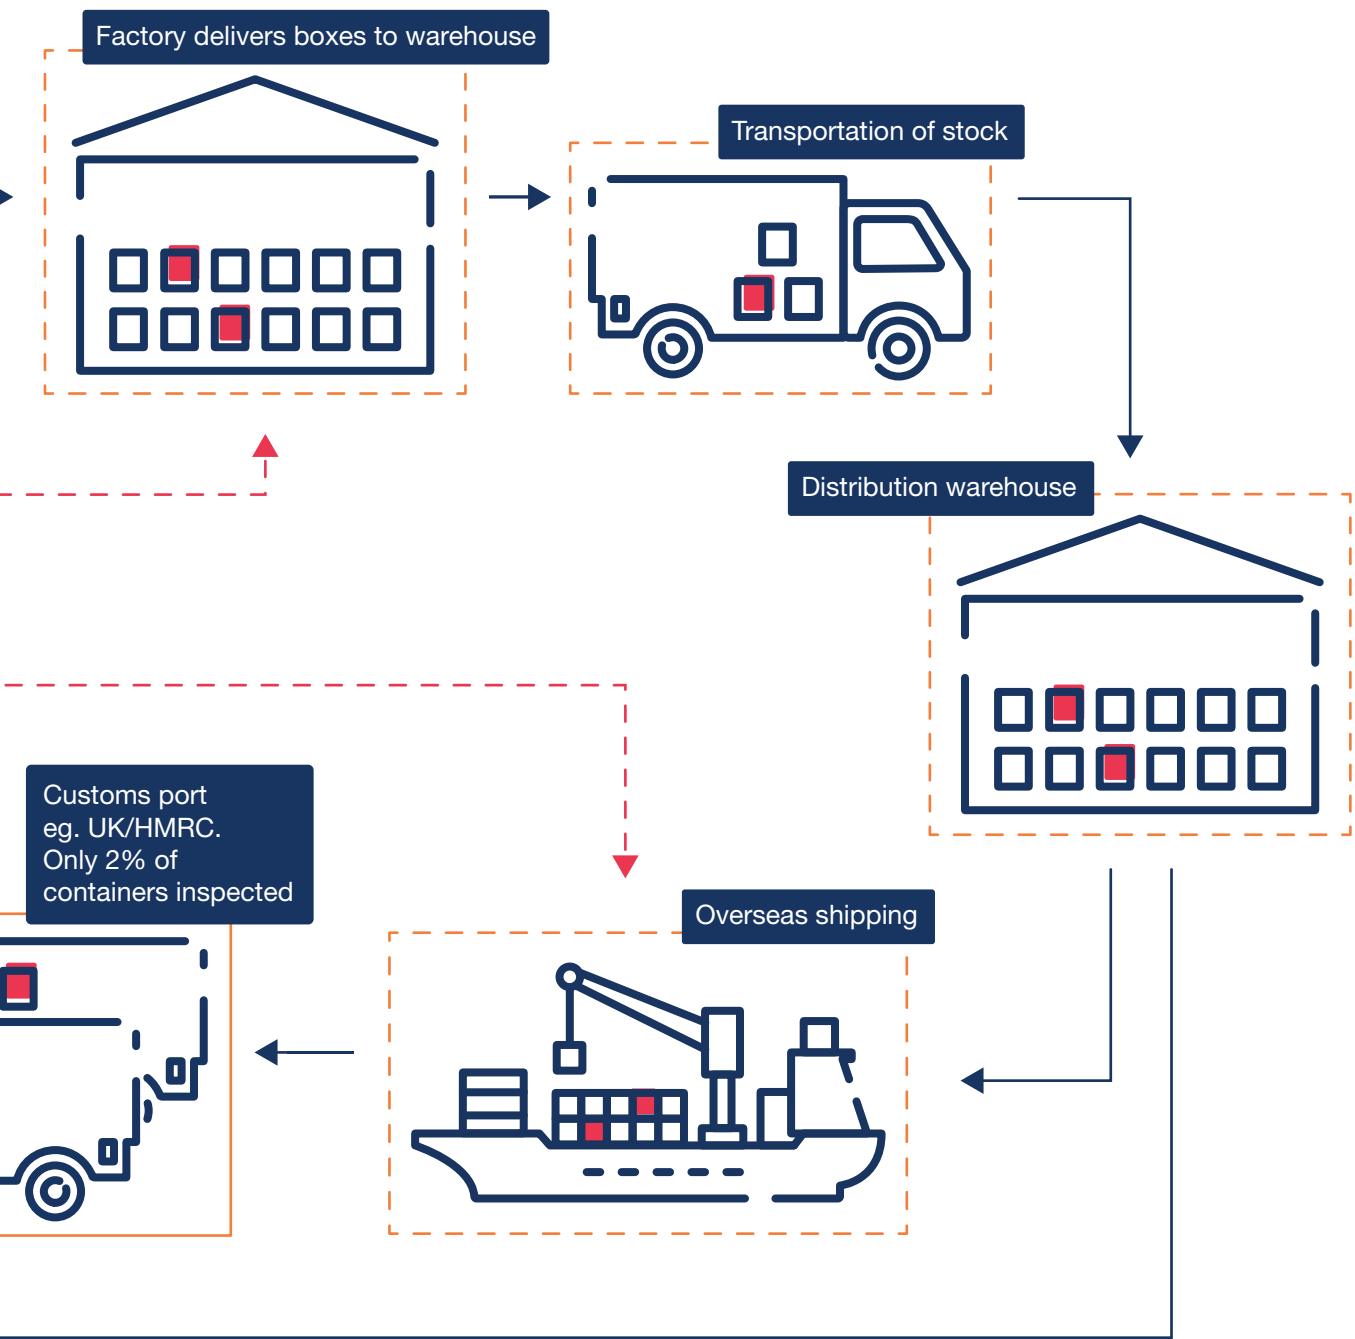 Factory delivers boxes to warehouse
Transportation of stock
Distribution warehouse
Customs port
eg. UK/HMRC.
Only 2% of
containers inspected
Overseas shipping